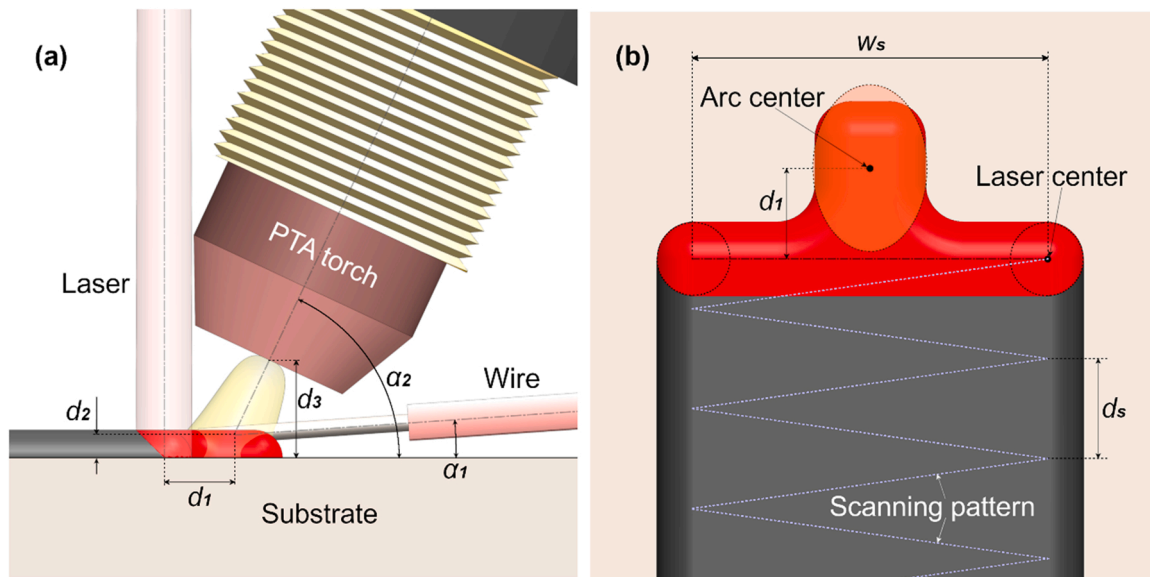 (a)
Laser
PTA torch
α2
d3
Wire
d2
α1
d1
Substrate
(b)
Ws
Arc center
Laser center
d1
ds
Scanning pattern